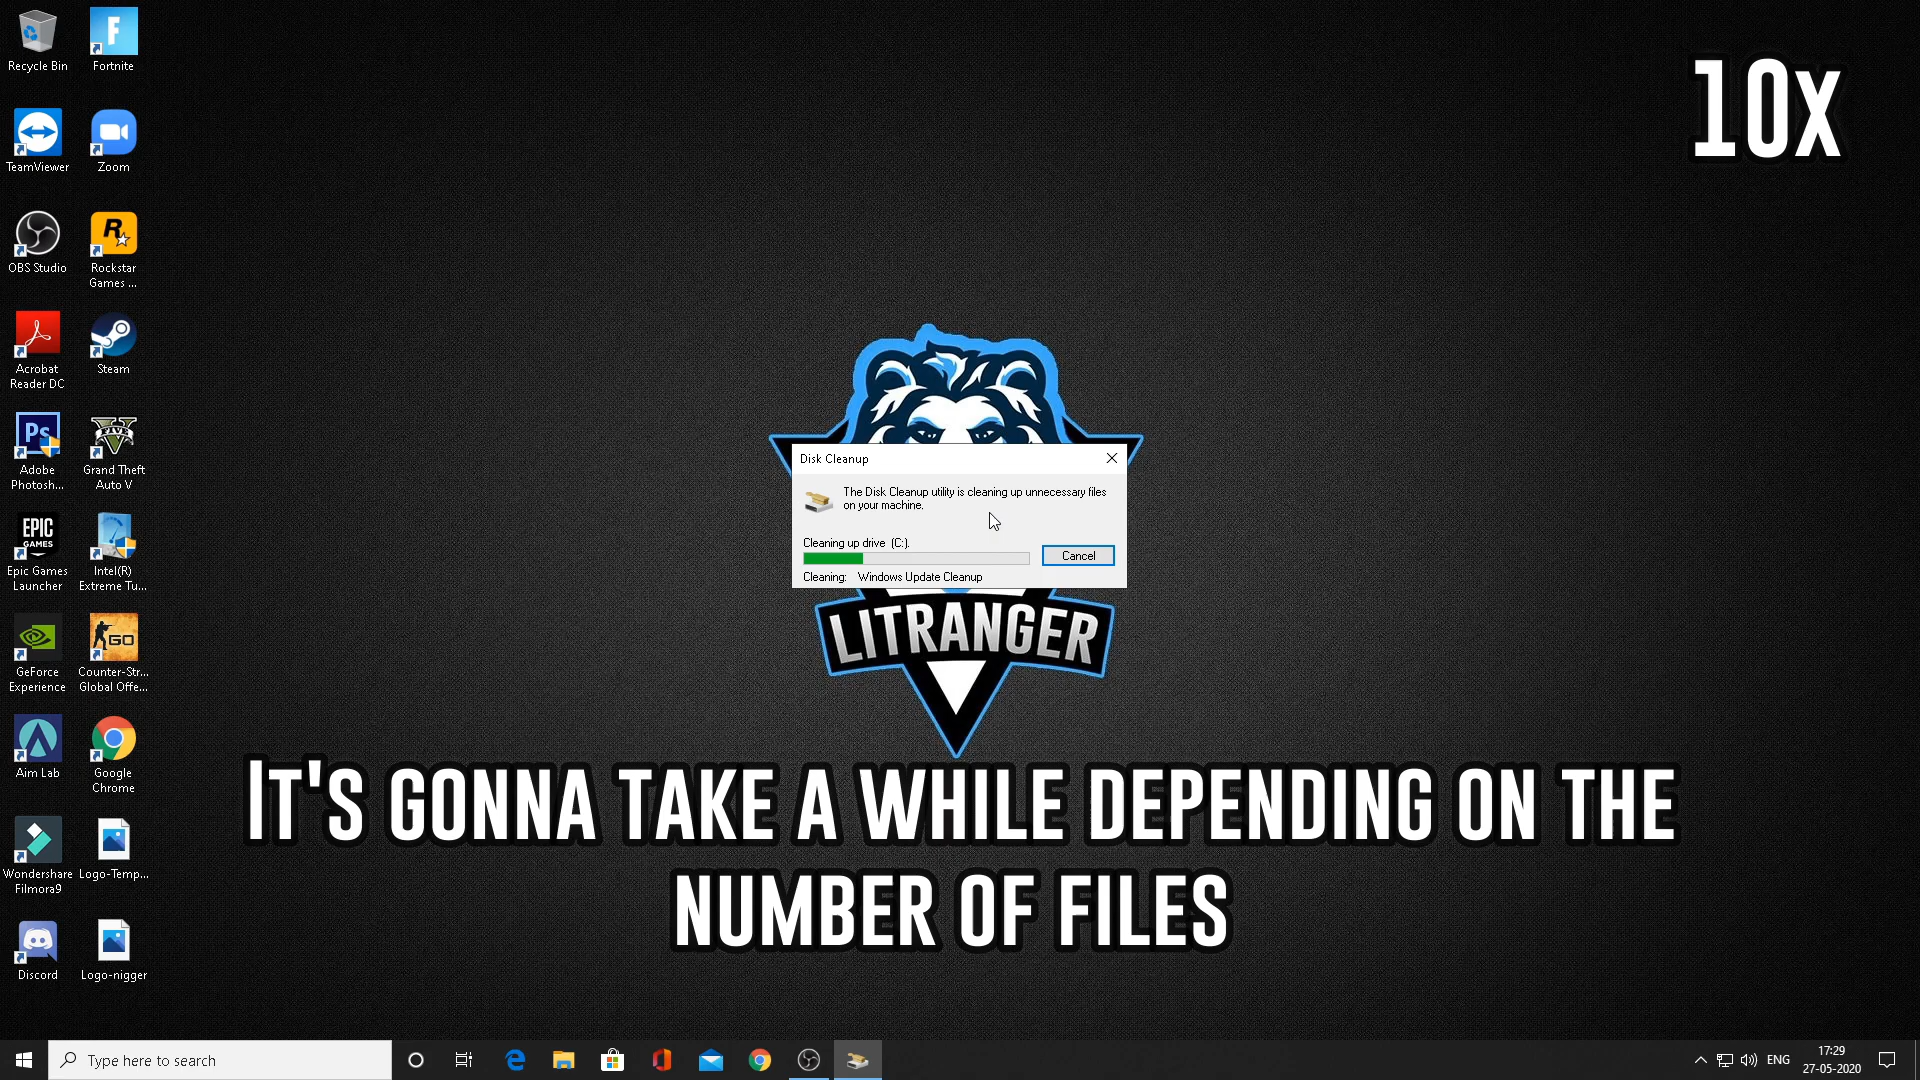 Recycle Bin
Fortnite
10x
TeamViewer
Zoom
OBS Studio
Rockstar
Games ...
Acrobat
Reader DC
Steam
Ps
Adobe
Photosh...
FIVE
Grand Theft
Auto V
EPIC
GAMES
Epic Games
Launcher
Intel(R)
Extreme Tu...
GeForce
Experience
GO
Counter-Str...
Global Offe...
Aim Lab
Google
Chrome
Wondershare
Filmora9
Logo-Temp...
Discord
Logo-nigger
Disk Cleanup
The Disk Cleanup utility is cleaning up unnecessary files
on your machine.
Cleaning up drive (C:).
Cancel
Cleaning: Windows Update Cleanup
LITRANGER
IT'S GONNA TAKE A WHILE DEPENDING ON THE
NUMBER OF FILES
Type here to search
ENG
17:29
27-05-2020